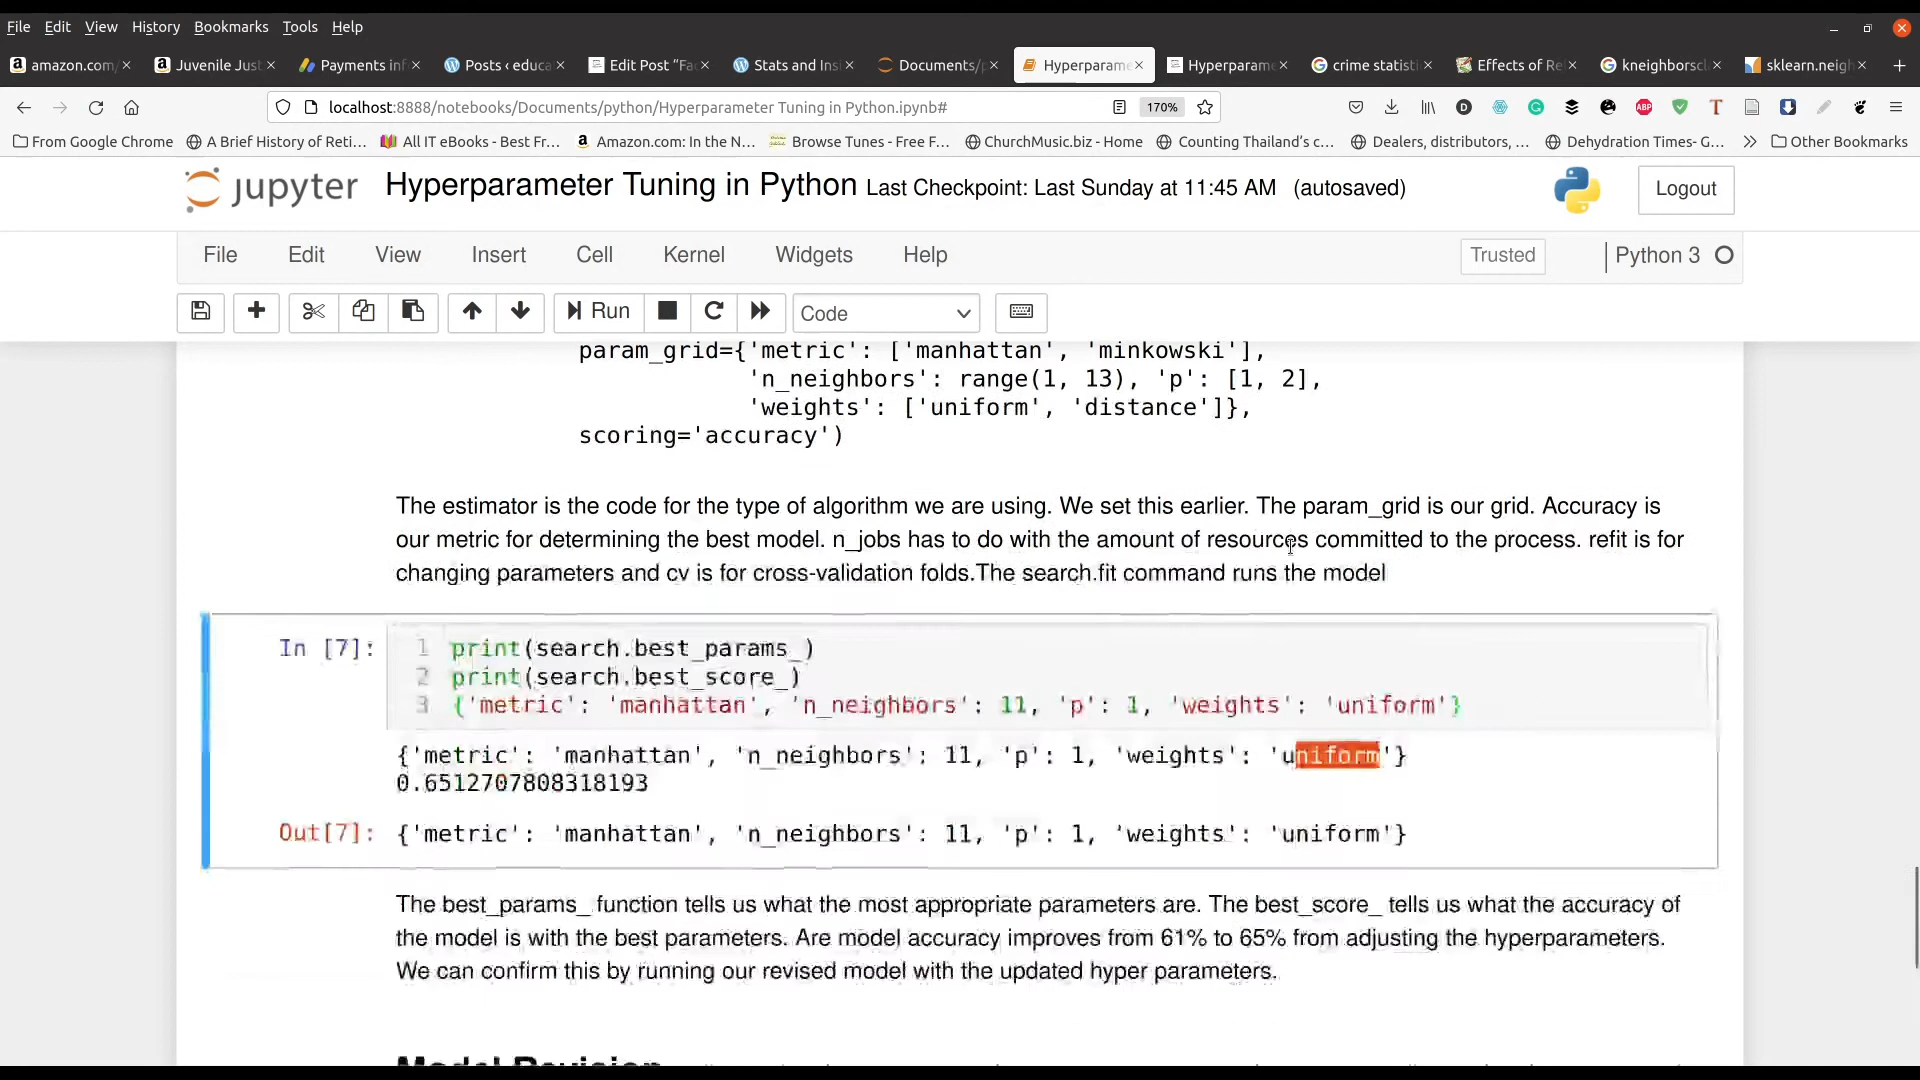 File Edit View History Bookmarks Tools Help
amazon.com/ Juvenile Just Payments inf Posts ‹ educa Edit Post “Fa Stats and Insi Documents/p Hyperparame Hyperparame crime statisti Effects of Rel kneighborscl sklearn.neigh
localhost:8888/notebooks/Documents/python/Hyperparameter Tuning in Python.ipynb# 170%
From Google Chrome A Brief History of Reti... All IT eBooks - Best Fr... Amazon.com: In the N... Browse Tunes - Free F... ChurchMusic.biz - Home Counting Thailand’s c... Dealers, distributors, ... Dehydration Times- G... Other Bookmarks
jupyter Hyperparameter Tuning in Python Last Checkpoint: Last Sunday at 11:45 AM (autosaved) Logout
File Edit View Insert Cell Kernel Widgets Help Trusted Python 3
Run Code
param_grid={'metric': ['manhattan', 'minkowski'],
'n_neighbors': range(1, 13), 'p': [1, 2],
'weights': ['uniform', 'distance']},
scoring='accuracy')
The estimator is the code for the type of algorithm we are using. We set this earlier. The param_grid is our grid. Accuracy is
our metric for determining the best model. n_jobs has to do with the amount of resources committed to the process. refit is for
changing parameters and cv is for cross-validation folds.The search.fit command runs the model
In [7]: 1 print(search.best_params_)
2 print(search.best_score_)
3 {'metric': 'manhattan', 'n_neighbors': 11, 'p': 1, 'weights': 'uniform'}
{'metric': 'manhattan', 'n_neighbors': 11, 'p': 1, 'weights': 'uniform'}
0.6512707808318193
Out[7]: {'metric': 'manhattan', 'n_neighbors': 11, 'p': 1, 'weights': 'uniform'}
The best_params_ function tells us what the most appropriate parameters are. The best_score_ tells us what the accuracy of
the model is with the best parameters. Are model accuracy improves from 61% to 65% from adjusting the hyperparameters.
We can confirm this by running our revised model with the updated hyper parameters.
Model Revision